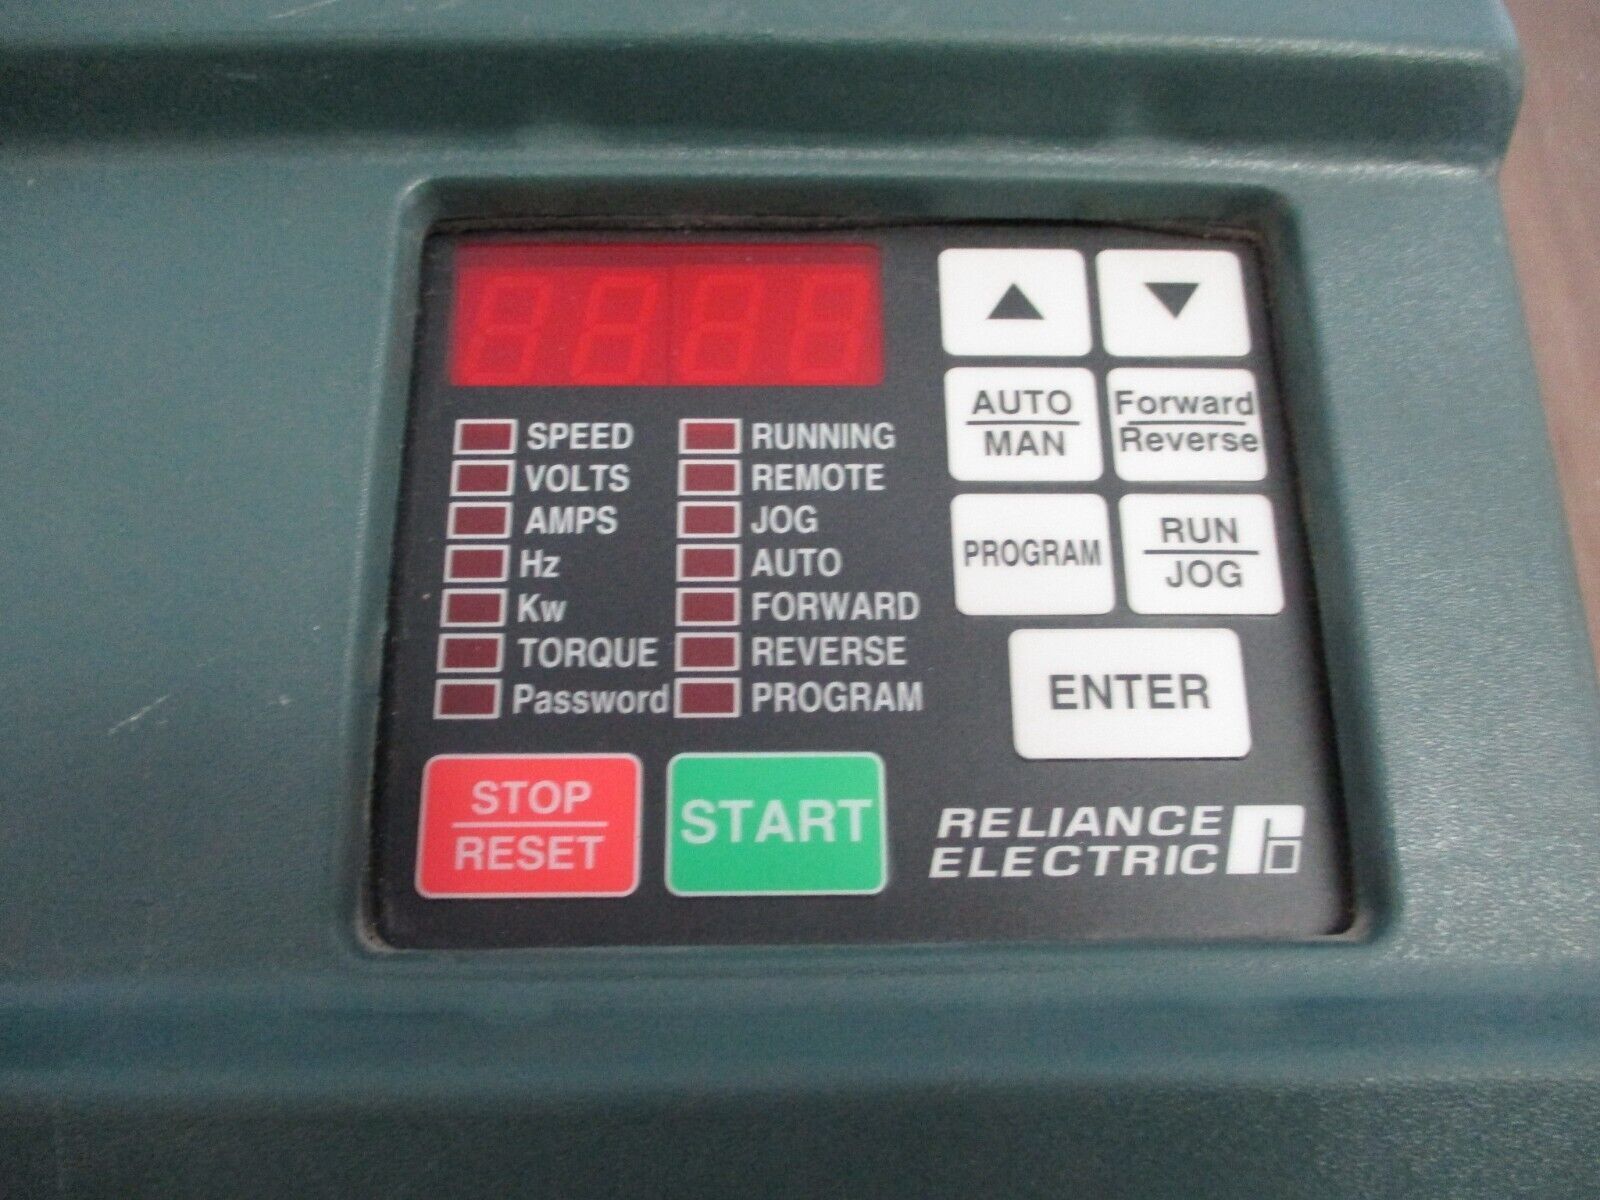 SPEED
VOLTS
AMPS
Hz
Kw
TORQUE
Password
RUNNING
REMOTE
JOG
AUTO
FORWARD
REVERSE
PROGRAM
AUTO
MAN
Forward
Reverse
PROGRAM
RUN
JOG
ENTER
STOP
RESET
START
RELIANCE
ELECTRIC